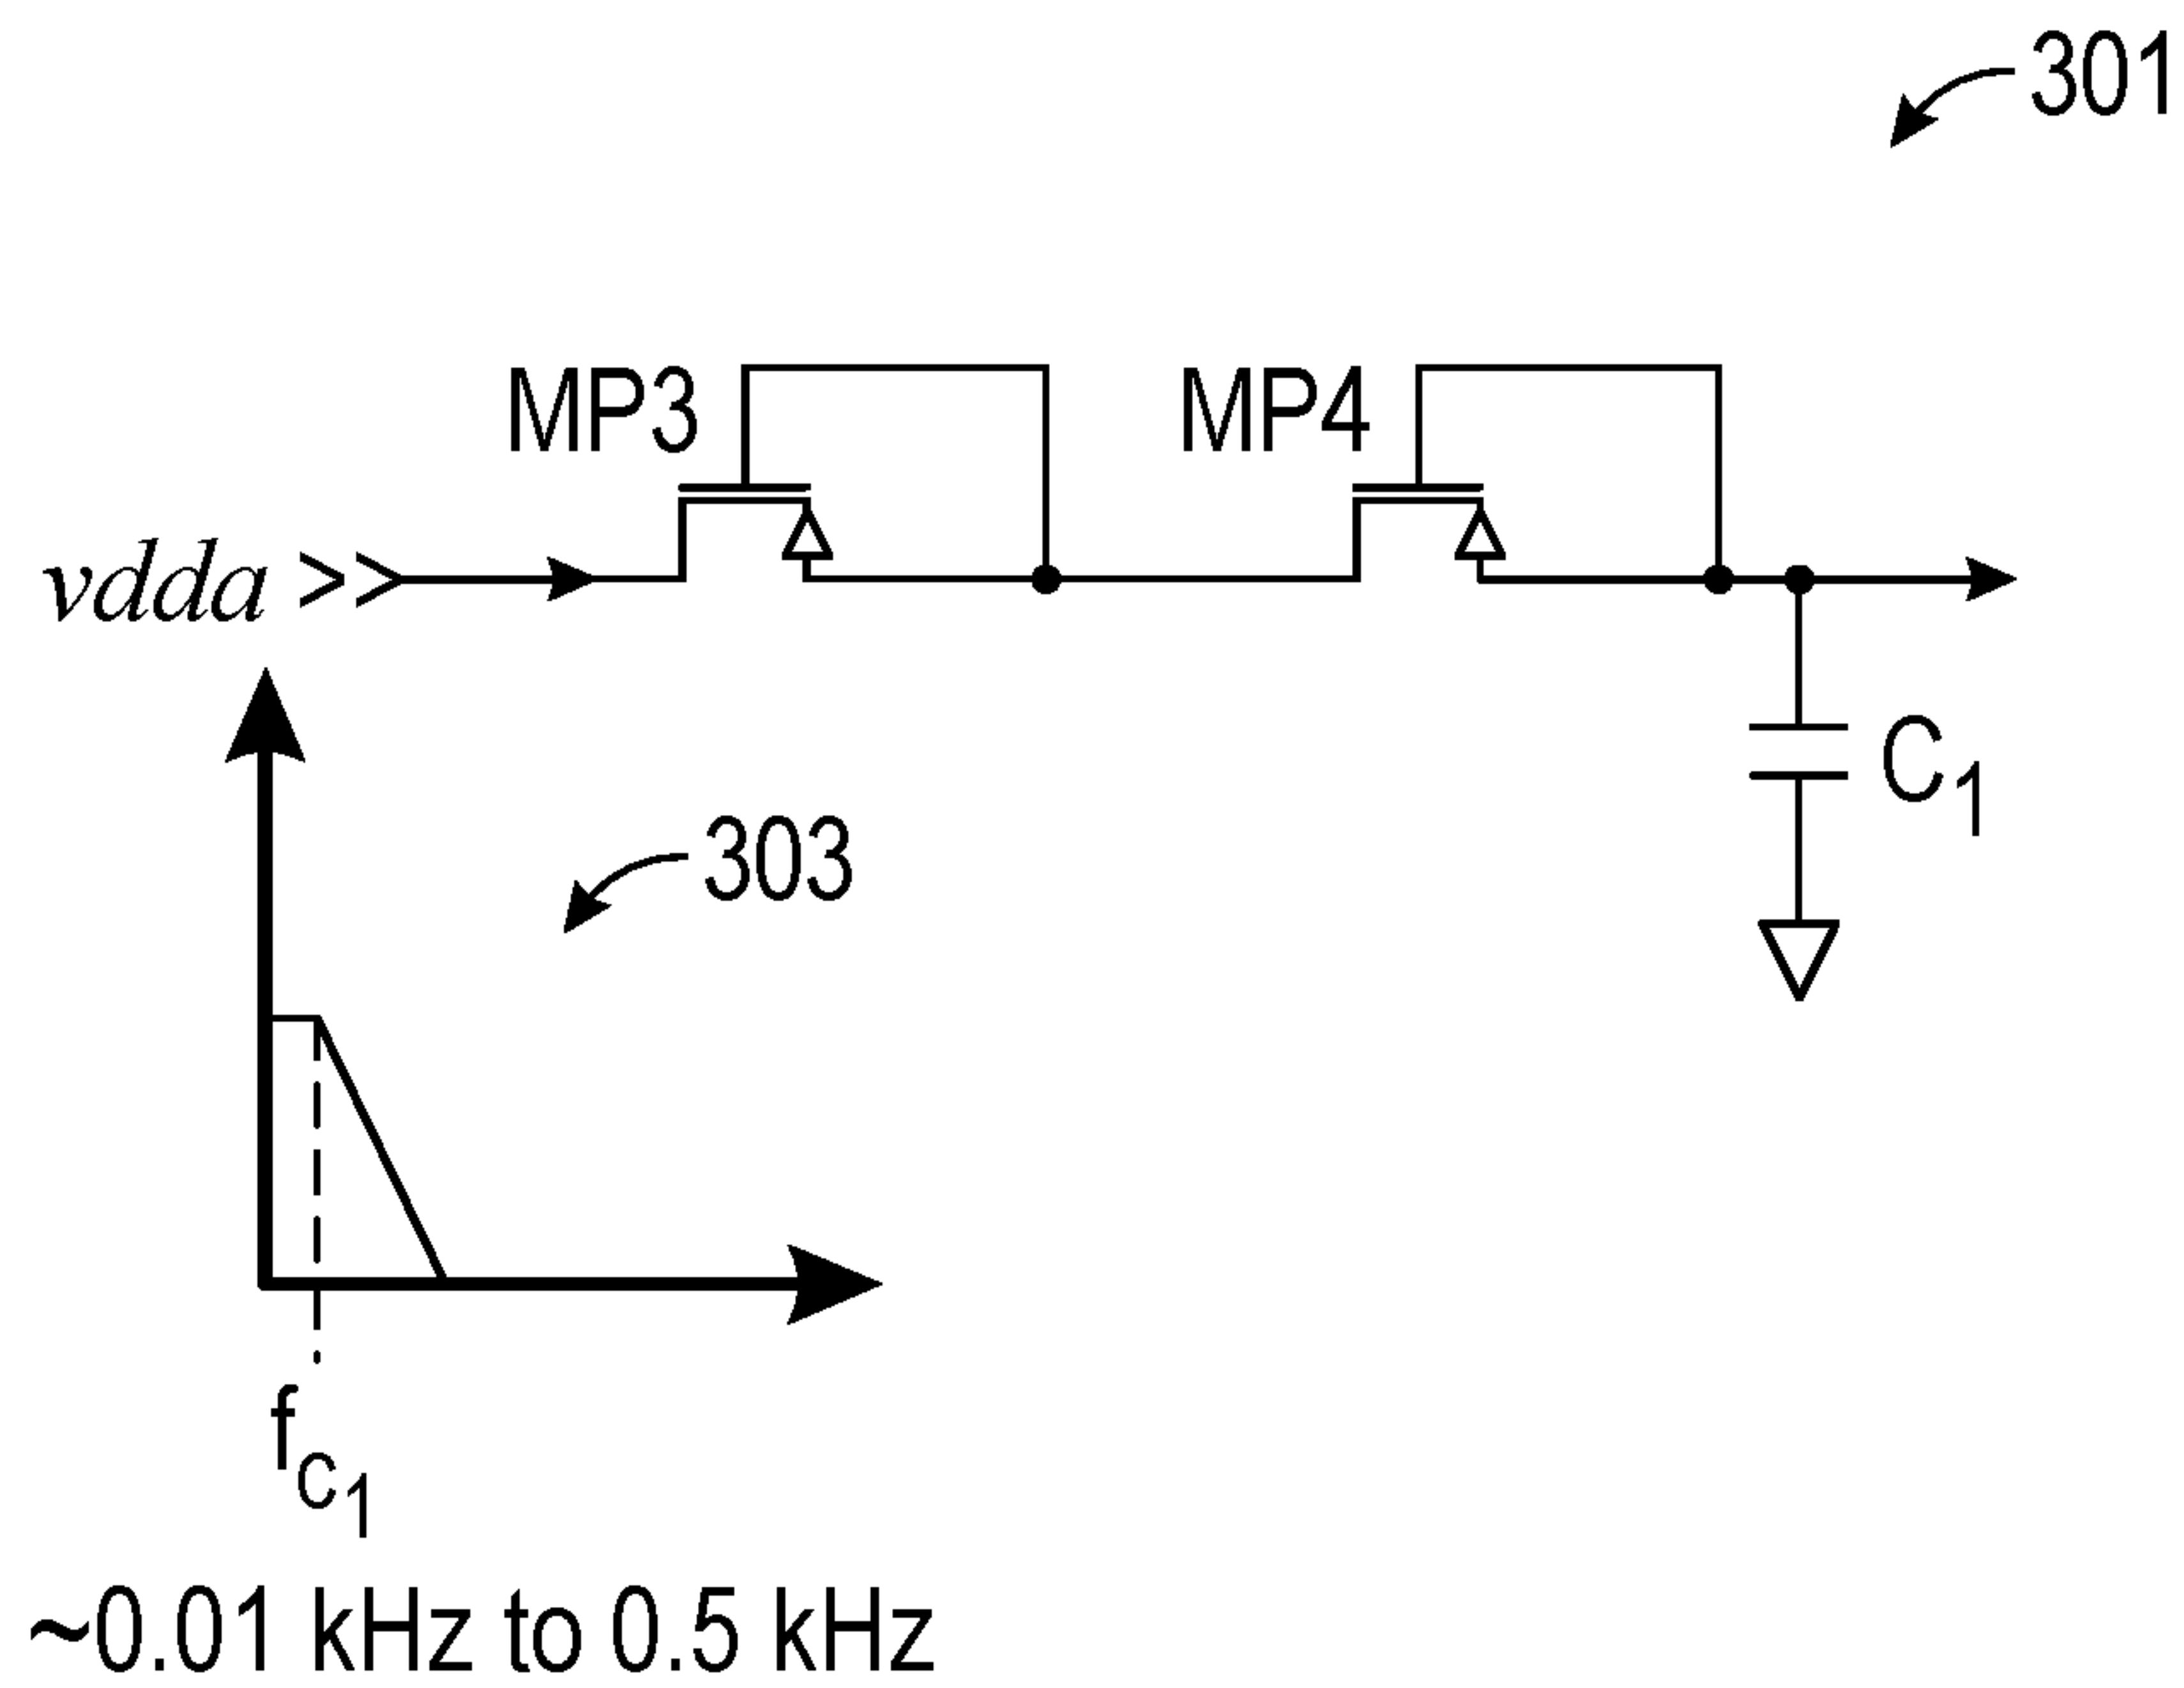 301
MP3
MP4
vdda >>
C1
303
fC1
~0.01 kHz to 0.5 kHz